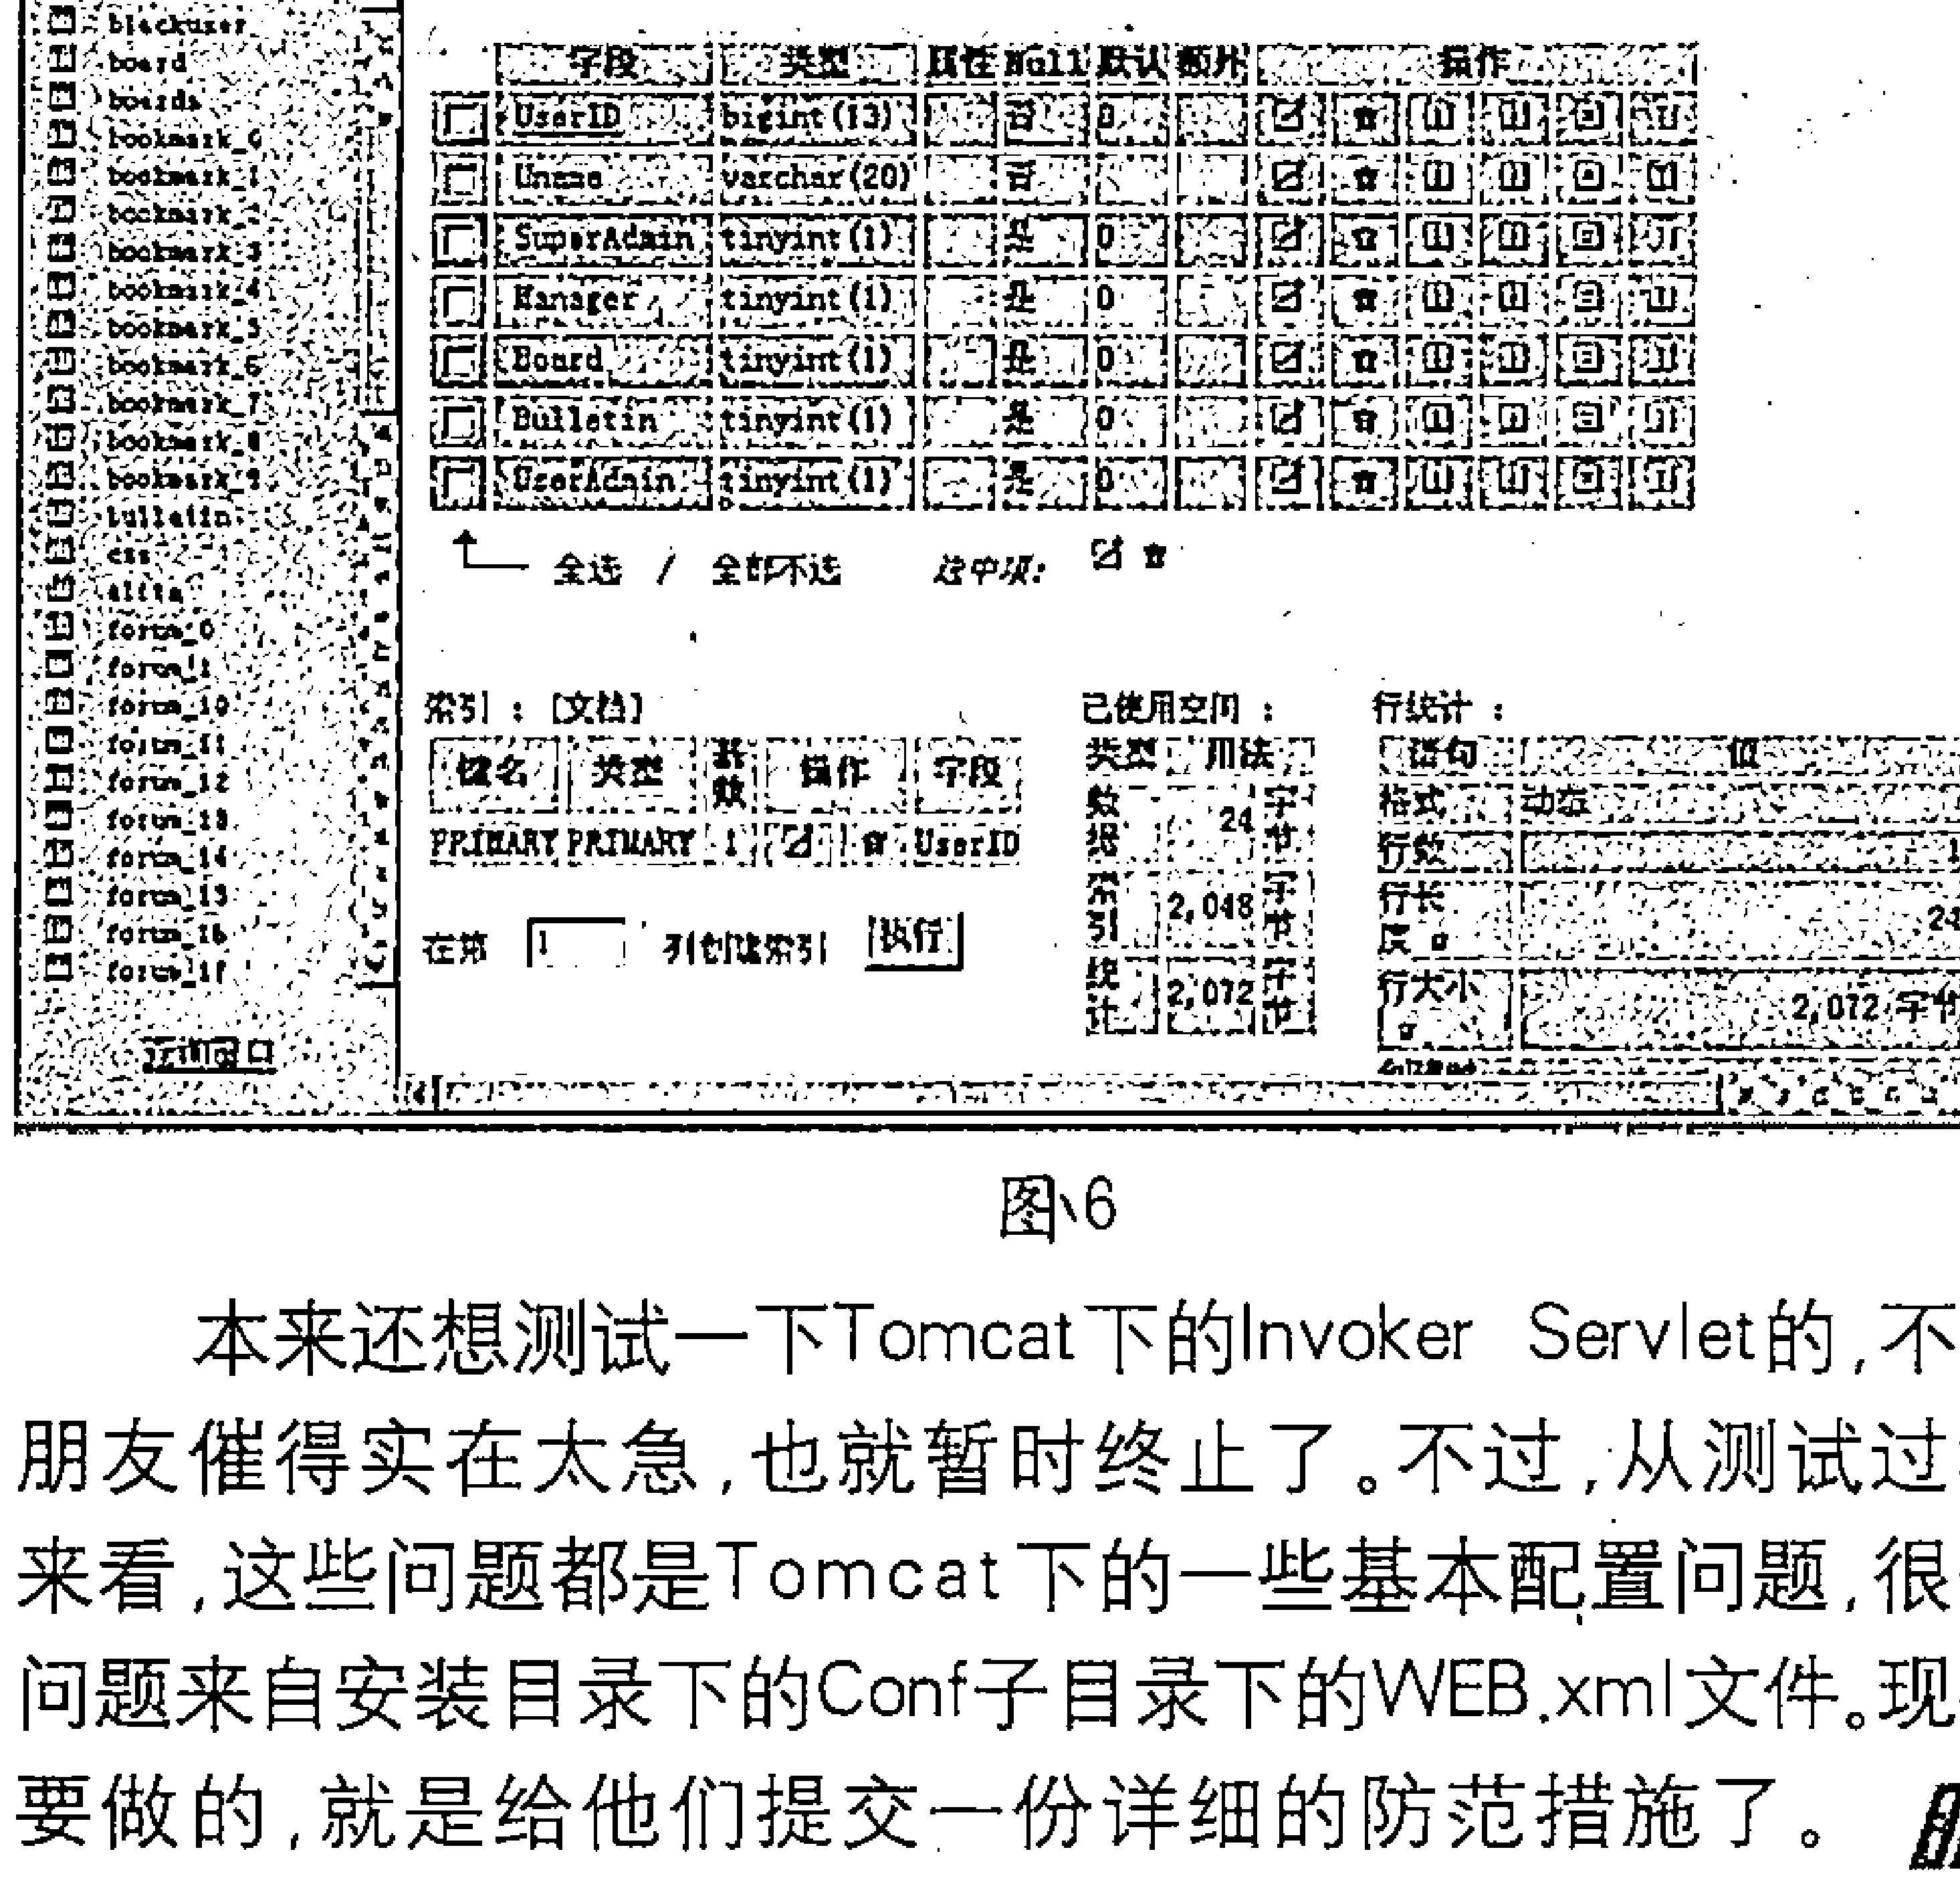 blackuser
board
boards
bookmark_0
bookmark_1
bookmark_2
bookmark_3
bookmark_4
bookmark_5
bookmark_6
bookmark_7
bookmark_8
bookmark_9
bulletin
css
elita
forum_0
forum_1
forum_10
forum_11
forum_12
forum_13
forum_14
forum_15
forum_16
forum_17
字段 类型 属性 Null 默认 额外 操作
UserID bigint(13) 否 0
Uname varchar(20) 否
SuperAdmin tinyint(1) 是 0
Manager tinyint(1) 是 0
Board tinyint(1) 是 0
Bulletin tinyint(1) 是 0
UserAdmin tinyint(1) 是 0
全选 / 全部不选 选中项:
索引：[文档]
键名 类型 基数 操作 字段
PRIMARY PRIMARY 1 UserID
在第 1 列创建索引 执行
已使用空间：
类型 用法
数据 24 字节
索引 2,048 字节
统计 2,072 字节
行统计：
语句 值
格式 动态
行数 1
行长度 ø 24
行大小 ø 2,072 字节
图6
本来还想测试一下Tomcat下的Invoker Servlet的,不
朋友催得实在太急,也就暂时终止了。不过,从测试过
来看,这些问题都是Tomcat下的一些基本配置问题,很
问题来自安装目录下的Conf子目录下的WEB.xml文件。现
要做的,就是给他们提交一份详细的防范措施了。